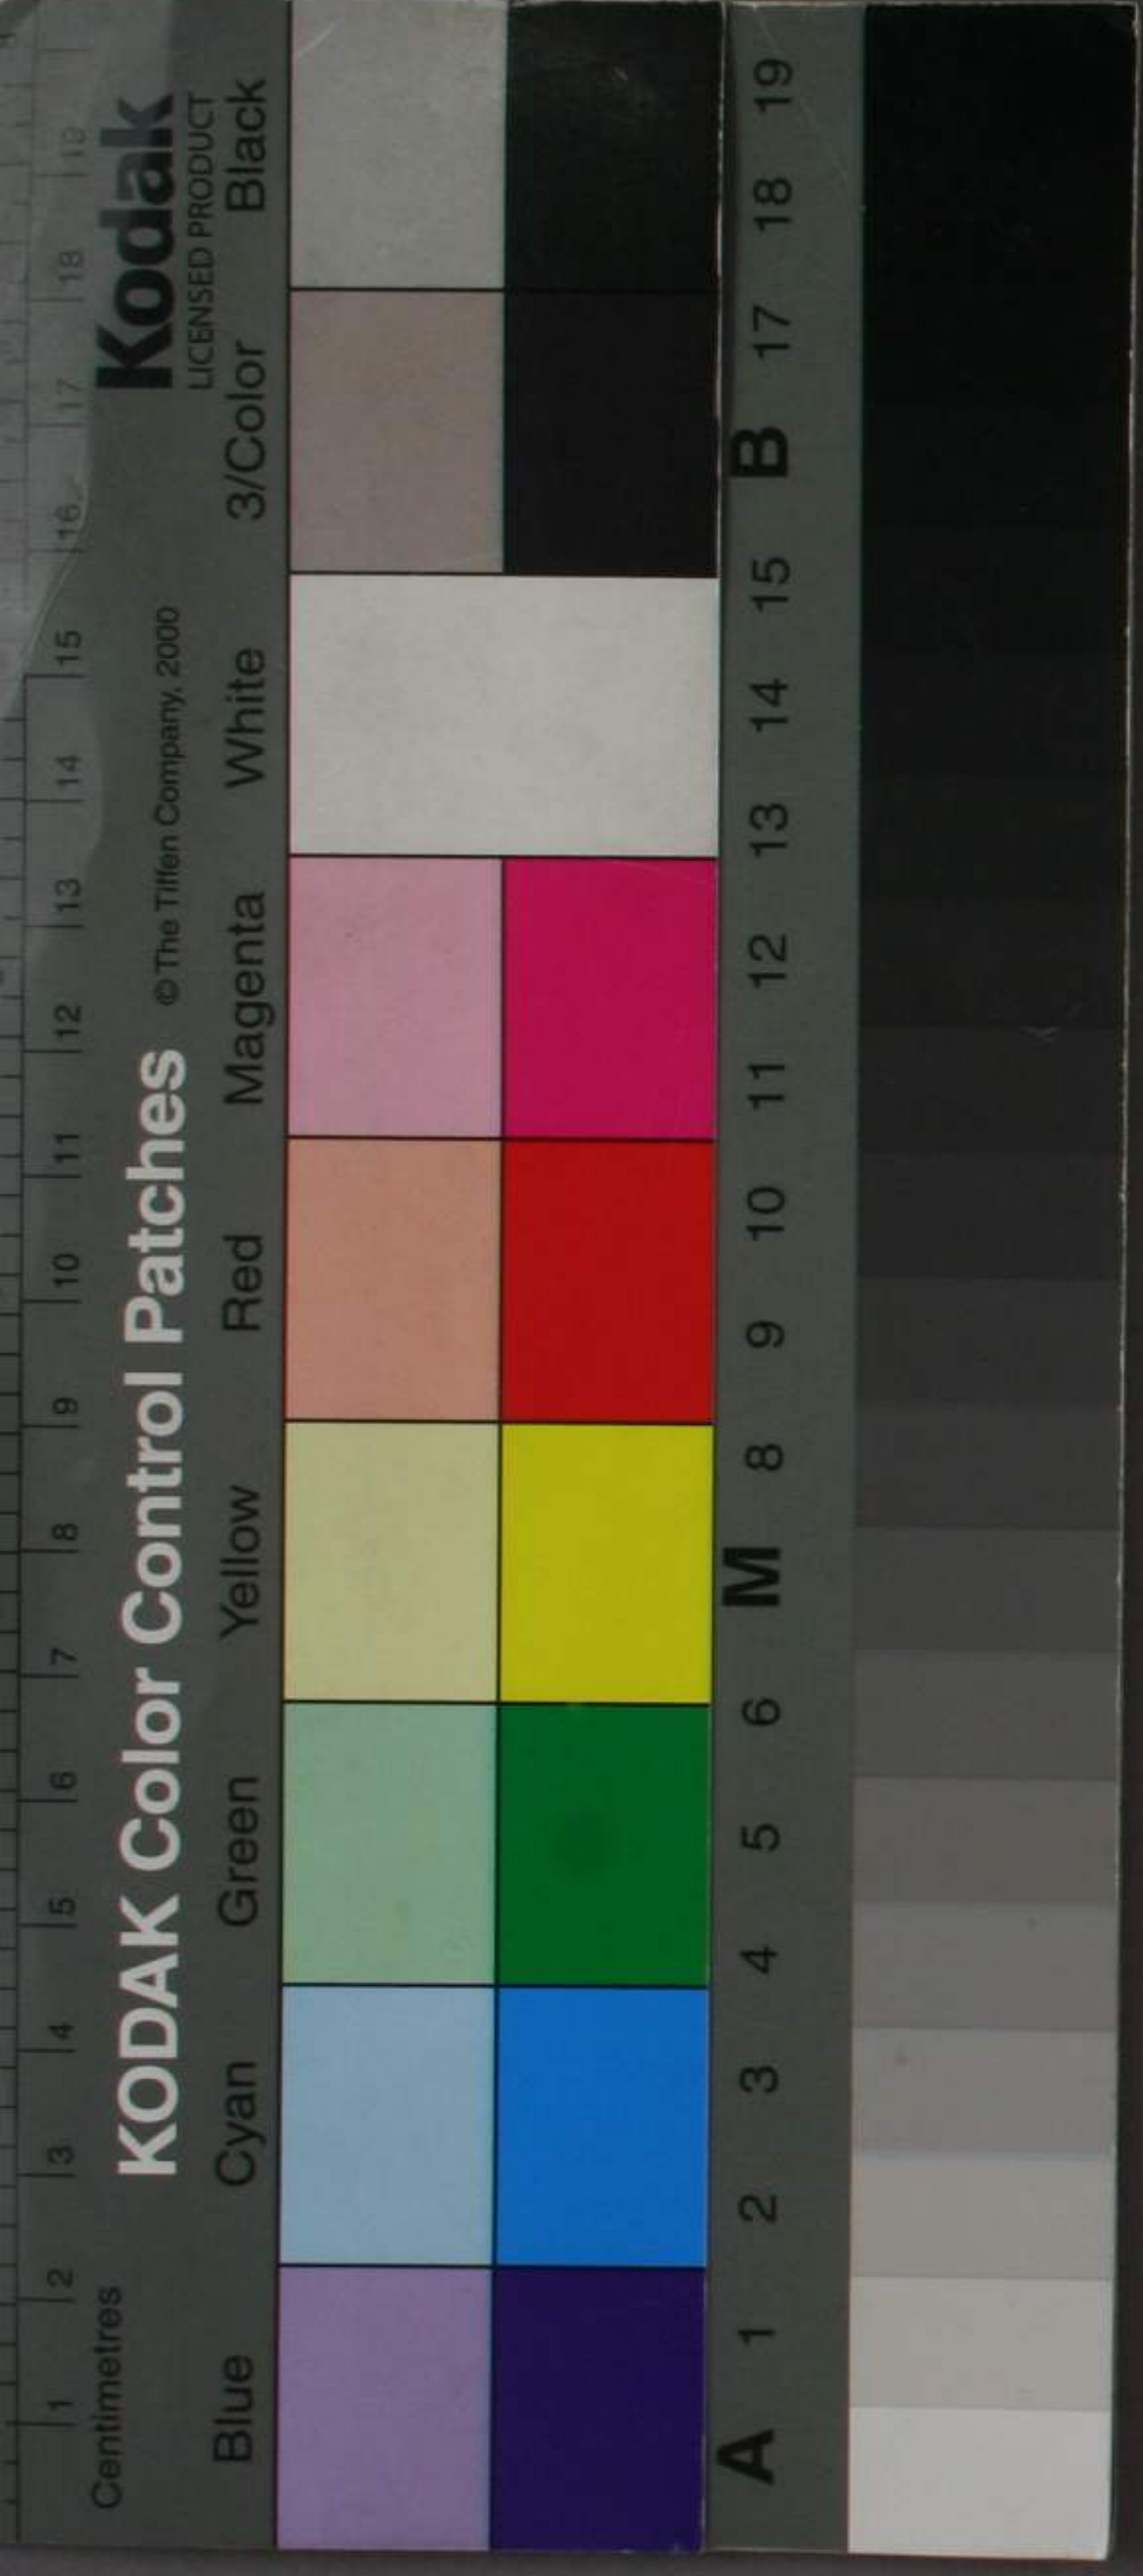 1 2 3 4 5 6 7 8 9 10 11 12 13 14 15 16 17 18 19
Centimetres
KODAK Color Control Patches © The Tiffen Company, 2000 Kodak
LICENSED PRODUCT
Blue Cyan Green Yellow Red Magenta White 3/Color Black
A 1 2 3 4 5 6 M 8 9 10 11 12 13 14 15 B 17 18 19